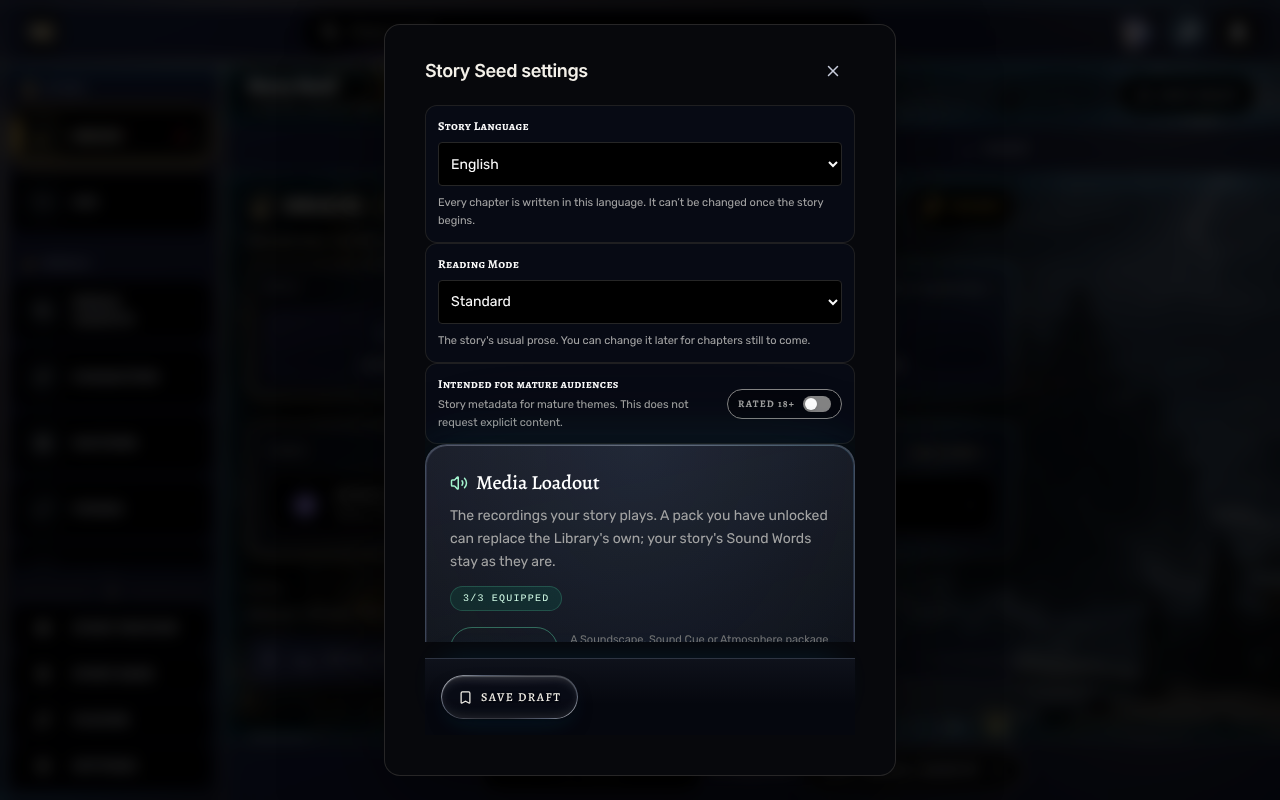 Story Seed settings
Story Language
English
Every chapter is written in this language. It can't be changed once the story
begins.
Reading Mode
Standard
The story's usual prose. You can change it later for chapters still to come.
Intended for mature audiences
Story metadata for mature themes. This does not
request explicit content.
RATED 18+
Media Loadout
The recordings your story plays. A pack you have unlocked
can replace the Library's own; your story's Sound Words
stay as they are.
3/3 EQUIPPED
A Soundscape, Sound Cue or Atmosphere package
SAVE DRAFT